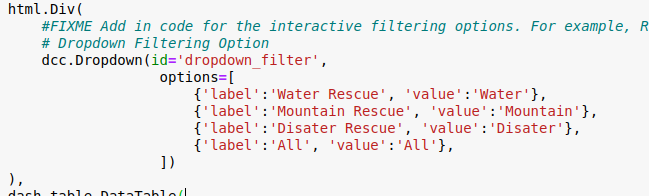 html.Div(
#FIXME Add in code for the interactive filtering options. For example, R
# Dropdown Filtering Option
dcc.Dropdown(id='dropdown_filter',
options=[
{'label':'Water Rescue', 'value':'Water'},
{'label':'Mountain Rescue', 'value':'Mountain'},
{'label':'Disater Rescue', 'value':'Disater'},
{'label':'All', 'value':'All'},
])
),
dash_table.DataTable(